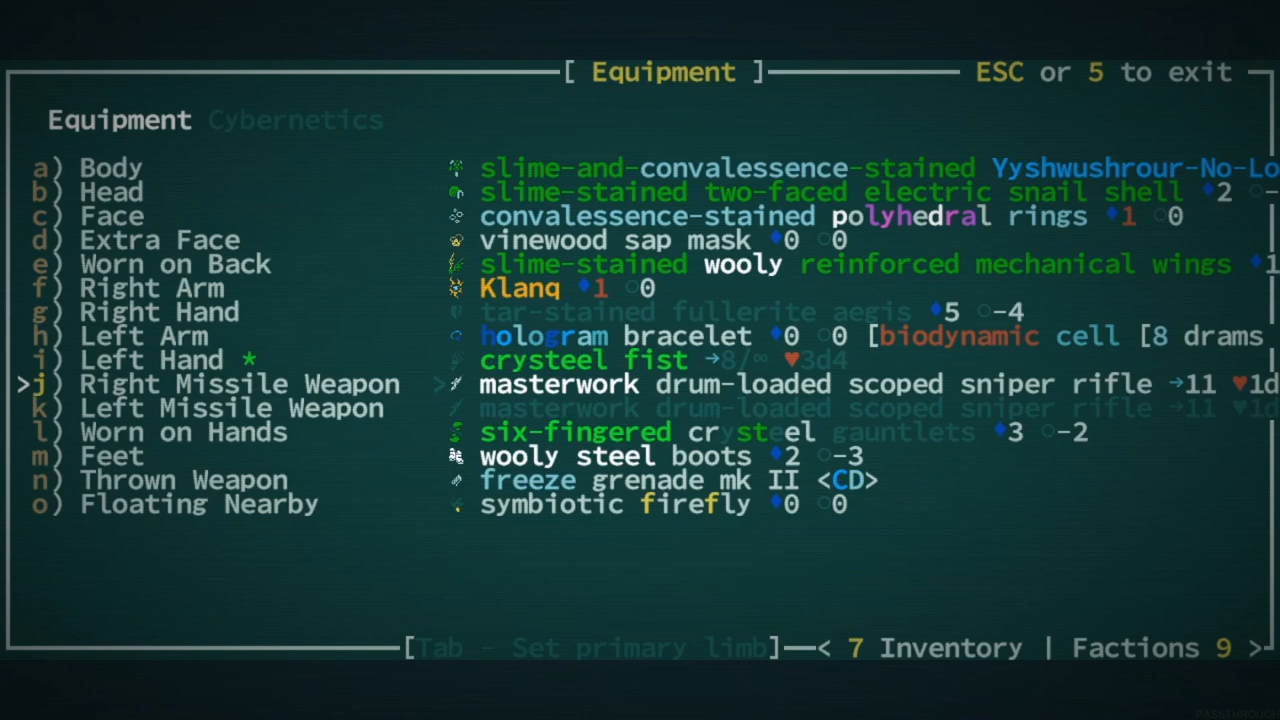 [ Equipment ] ESC or 5 to exit
Equipment Cybernetics
a) Body slime-and-convalessence-stained Yyshwushrour-No-Lo
b) Head slime-stained two-faced electric snail shell ♦2 ○-
c) Face convalessence-stained polyhedral rings ♦1 ○0
d) Extra Face vinewood sap mask ♦0 ○0
e) Worn on Back slime-stained wooly reinforced mechanical wings ♦1
f) Right Arm Klanq ♦1 ○0
g) Right Hand tar-stained fullerite aegis ♦5 ○-4
h) Left Arm hologram bracelet ♦0 ○0 [biodynamic cell [8 drams
i) Left Hand * crysteel fist →8/∞ ♥3d4
>j) Right Missile Weapon > masterwork drum-loaded scoped sniper rifle →11 ♥1d
k) Left Missile Weapon masterwork drum-loaded scoped sniper rifle →11 ♥1d
l) Worn on Hands six-fingered crysteel gauntlets ♦3 ○-2
m) Feet wooly steel boots ♦2 ○-3
n) Thrown Weapon freeze grenade mk II <CD>
o) Floating Nearby symbiotic firefly ♦0 ○0
[Tab - Set primary limb] < 7 Inventory | Factions 9 >